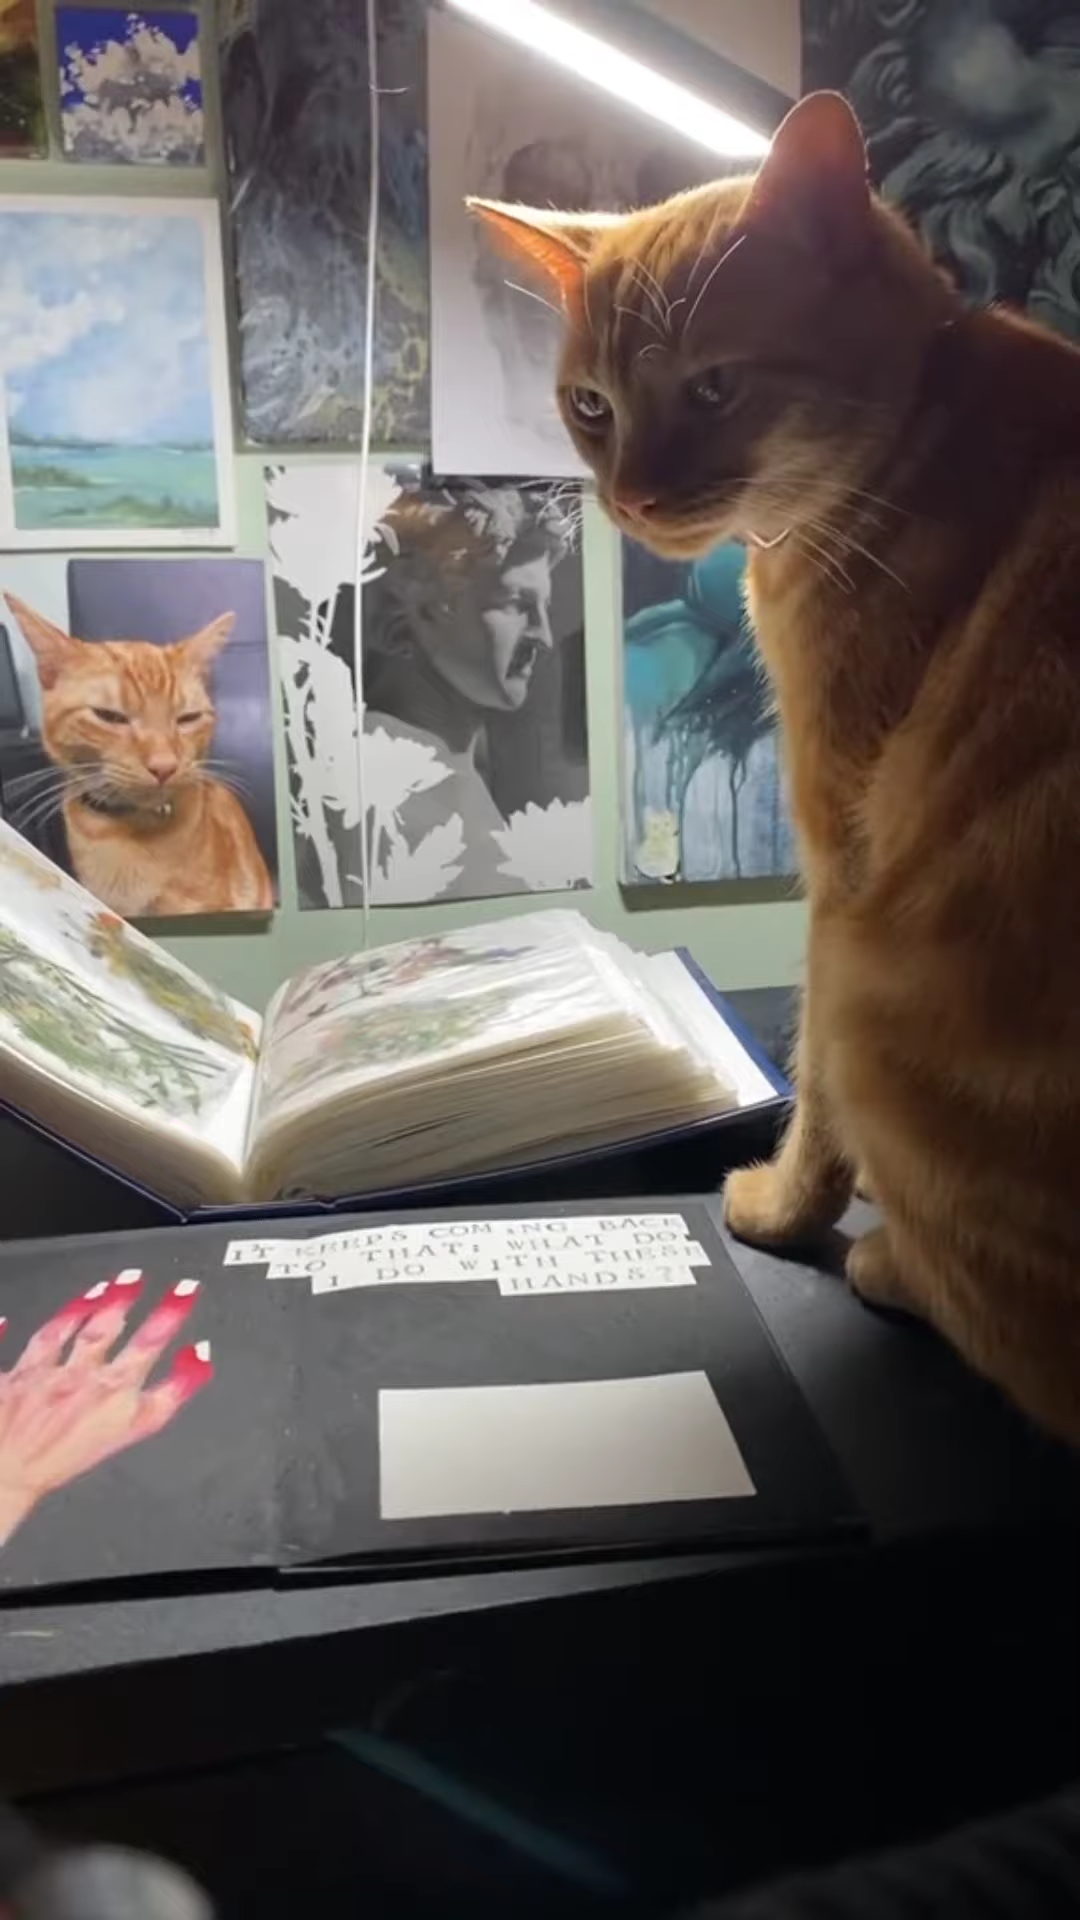 IT KEEPS COMING BACK
TO THAT: WHAT DO
I DO WITH THESE
HANDS?